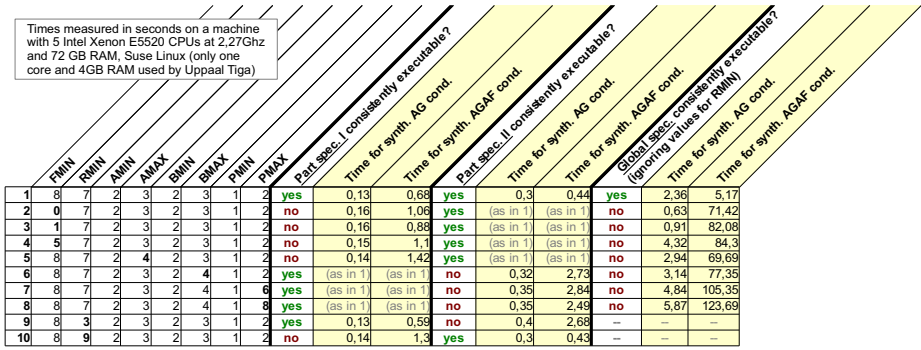 Times measured in seconds on a machine
with 5 Intel Xenon E5520 CPUs at 2,27Ghz
and 72 GB RAM, Suse Linux (only one
core and 4GB RAM used by Uppaal Tiga)
FMIN
RMIN
AMIN
AMAX
BMIN
BMAX
PMIN
PMAX
Part spec. I consistently executable?
Time for synth. AG cond.
Time for synth. AGAF cond.
Part spec. II consistently executable?
Time for synth. AG cond.
Time for synth. AGAF cond.
Global spec. consistently executable?
(ignoring values for RMIN)
Time for synth. AG cond.
Time for synth. AGAF cond.
1 8 7 2 3 2 3 1 2 yes 0,13 0,68 yes 0,3 0,44 yes 2,36 5,17
2 0 7 2 3 2 3 1 2 no 0,16 1,06 yes (as in 1) (as in 1) no 0,63 71,42
3 1 7 2 3 2 3 1 2 no 0,16 0,88 yes (as in 1) (as in 1) no 0,91 82,08
4 5 7 2 3 2 3 1 2 no 0,15 1,1 yes (as in 1) (as in 1) no 4,32 84,3
5 8 7 2 4 2 3 1 2 no 0,14 1,42 yes (as in 1) (as in 1) no 2,94 69,69
6 8 7 2 3 2 4 1 2 yes (as in 1) (as in 1) no 0,32 2,73 no 3,14 77,35
7 8 7 2 3 2 4 1 6 yes (as in 1) (as in 1) no 0,35 2,84 no 4,84 105,35
8 8 7 2 3 2 4 1 8 yes (as in 1) (as in 1) no 0,35 2,49 no 5,87 123,69
9 8 3 2 3 2 3 1 2 yes 0,13 0,59 no 0,4 2,68 -- -- --
10 8 9 2 3 2 3 1 2 no 0,14 1,3 yes 0,3 0,43 -- -- --